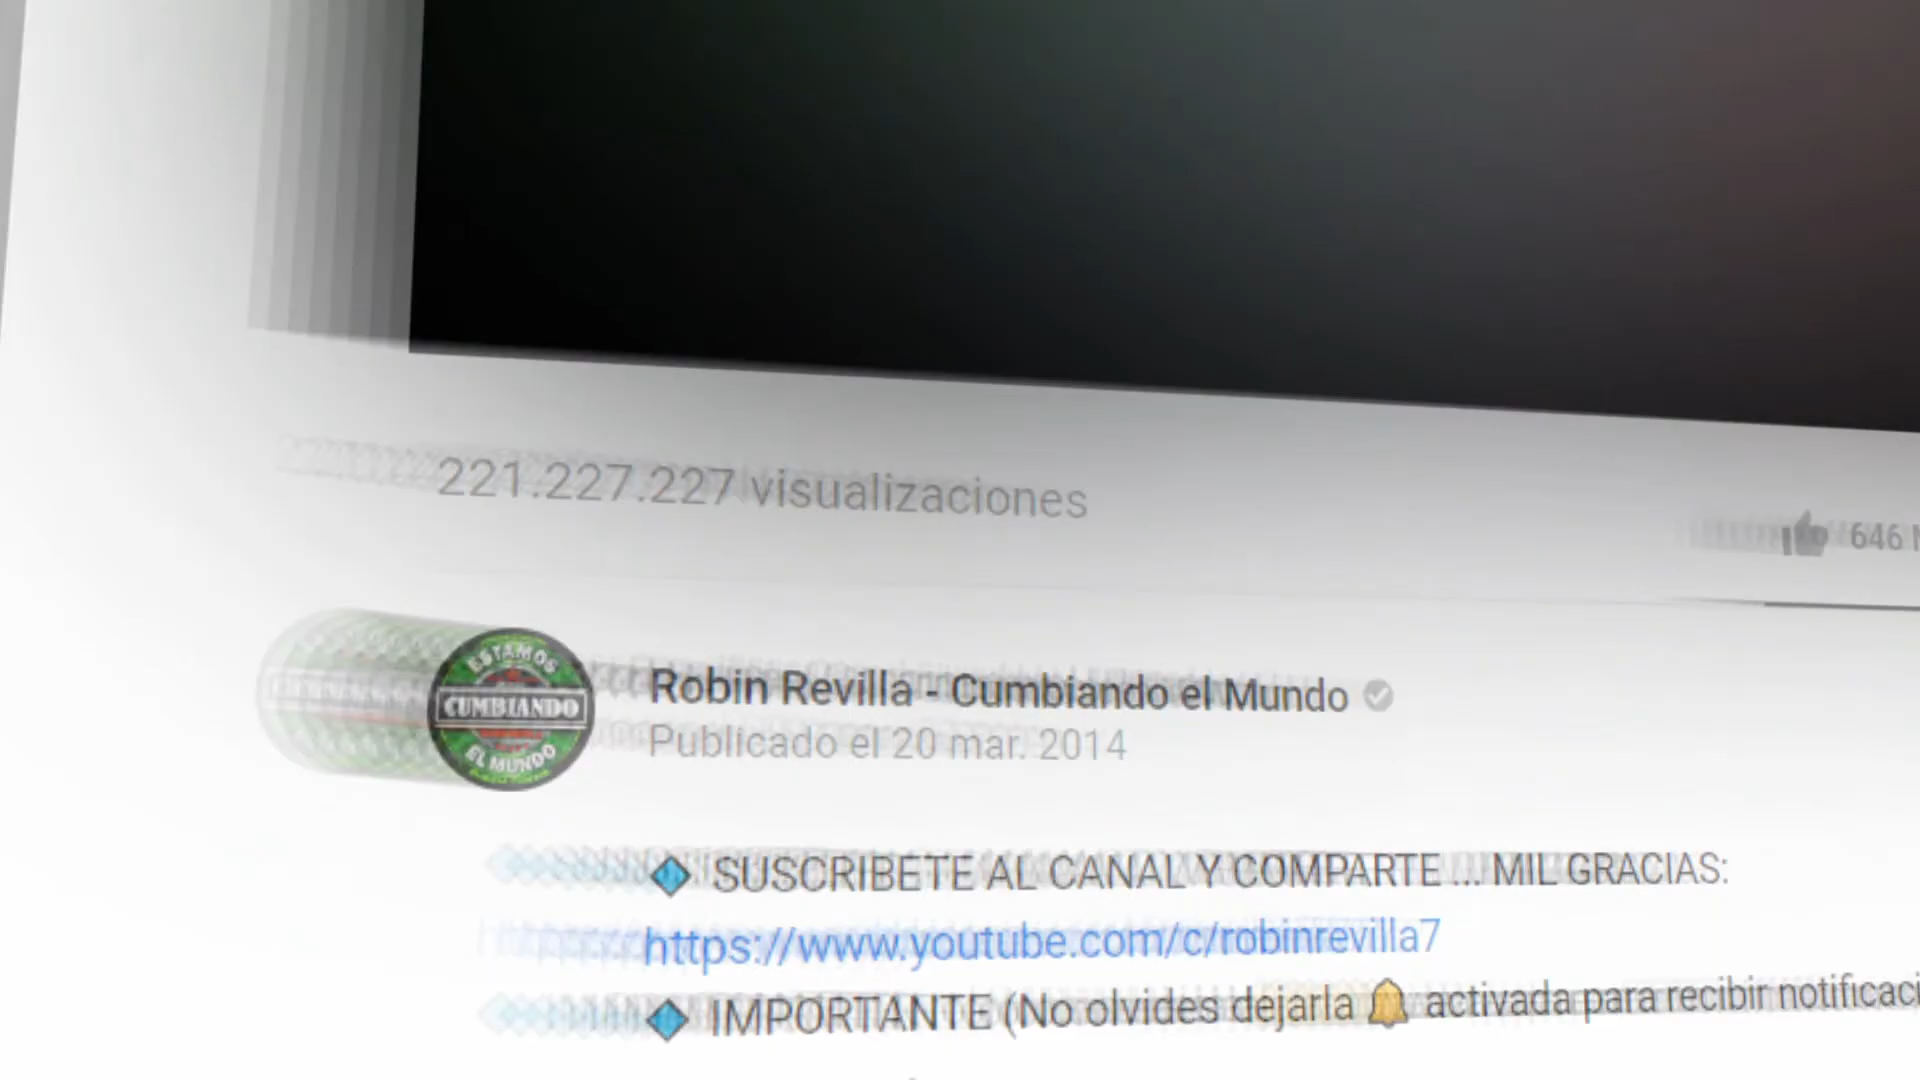 221.227.227 visualizaciones
646
ESTAMOS
CUMBIANDO
EL MUNDO
Robin Revilla - Cumbiando el Mundo
Publicado el 20 mar. 2014
SUSCRIBETE AL CANAL Y COMPARTE ... MIL GRACIAS:
https://www.youtube.com/c/robinrevilla7
IMPORTANTE (No olvides dejarla 🔔 activada para recibir notificaci